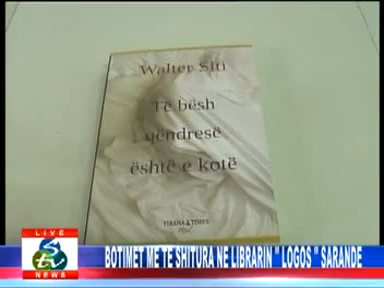 Walter Siti
Të bësh
qëndresë
është e kotë
TIRANA TIMES
LIVE
NEWS
BOTIMET ME TE SHITURA NE LIBRARIN " LOGOS " SARANDE